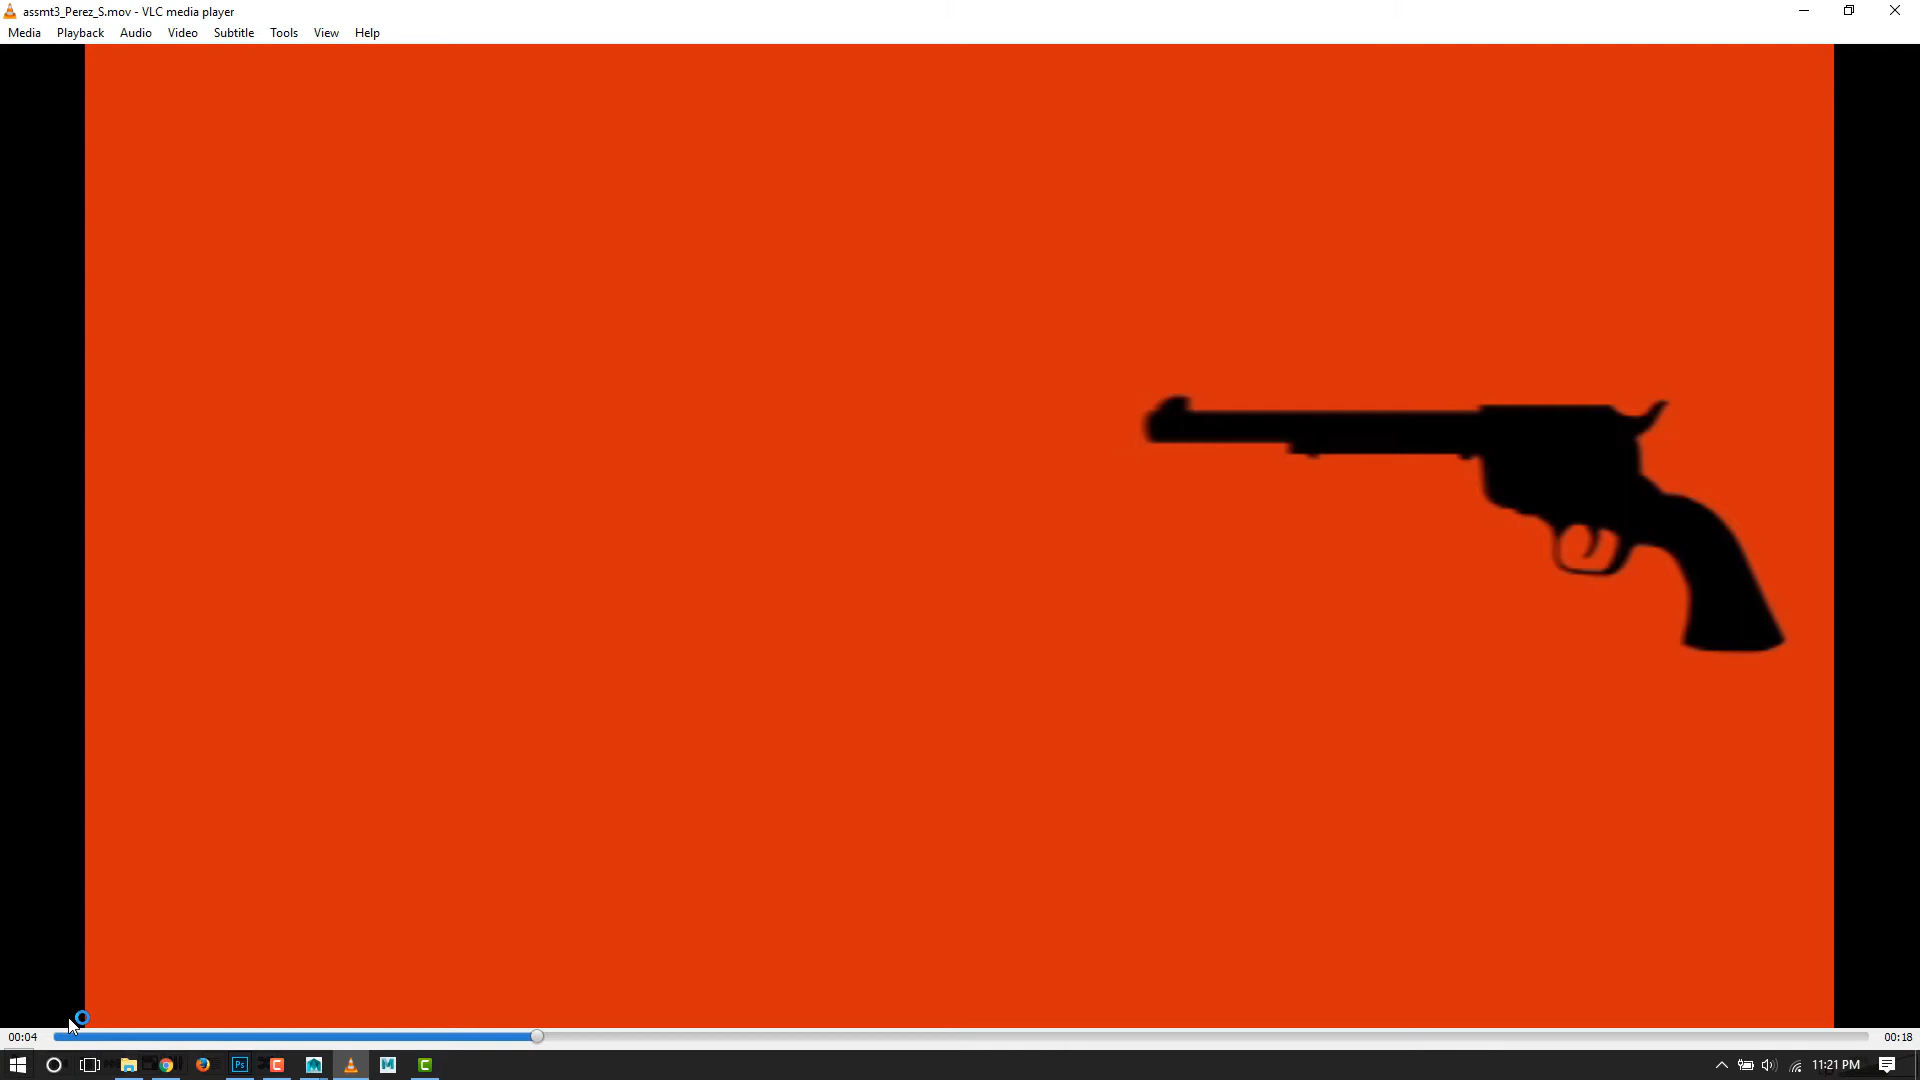 assmt3_Perez_S.mov - VLC media player
Media Playback Audio Video Subtitle Tools View Help
00:04 00:18
Ps M 11:21 PM